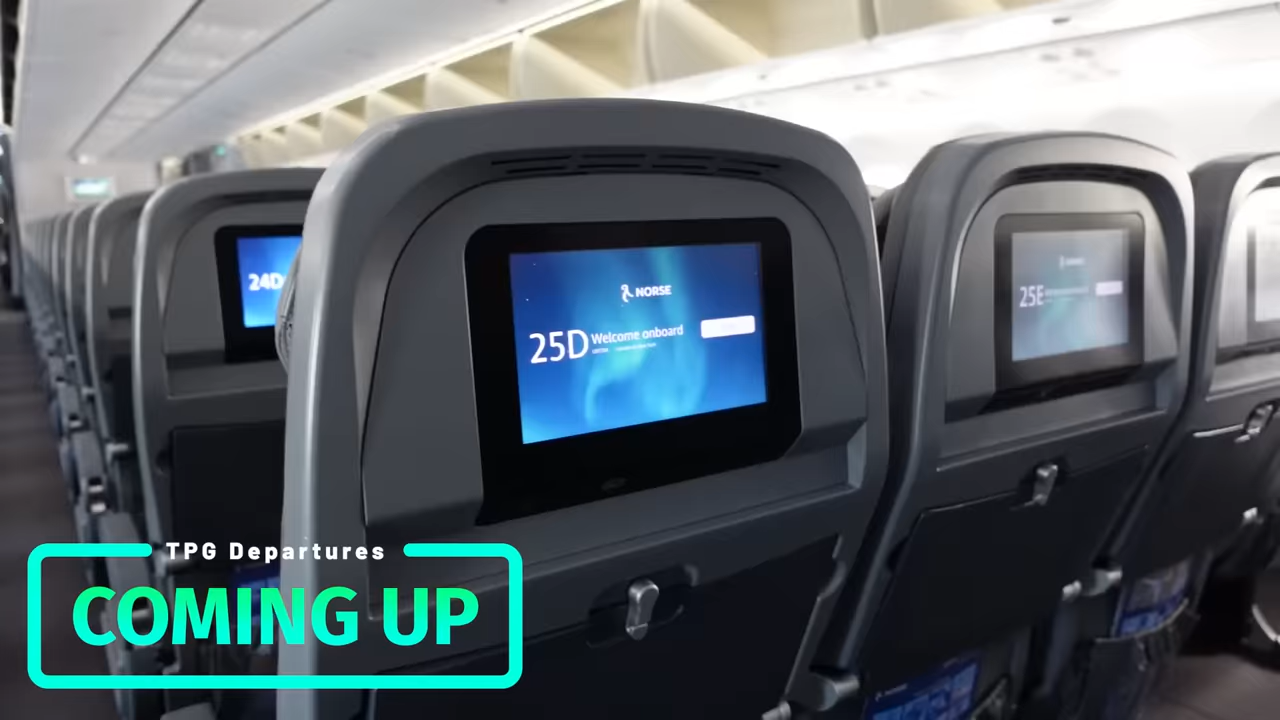 24D
NORSE
25D Welcome onboard
25E
TPG Departures
COMING UP